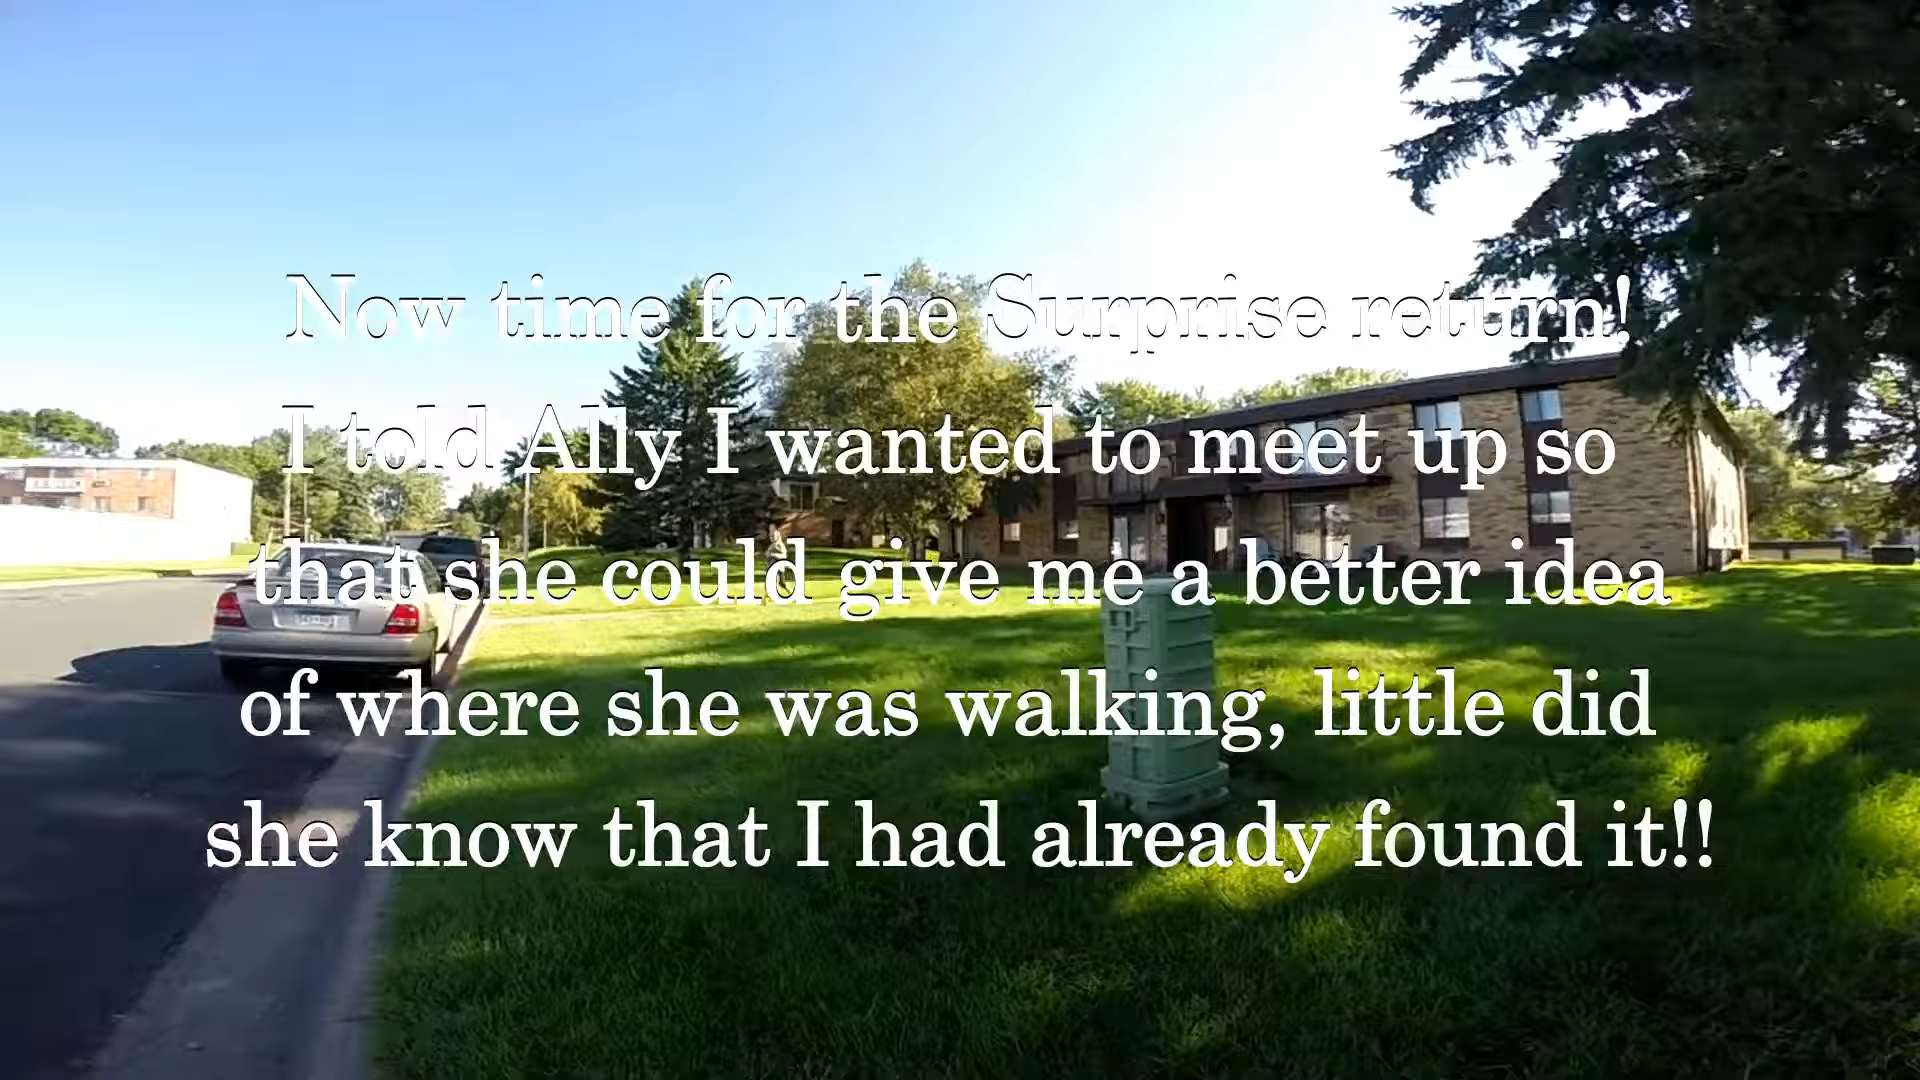 Now time for the Surprise return!
I told Ally I wanted to meet up so
that she could give me a better idea
of where she was walking, little did
she know that I had already found it!!